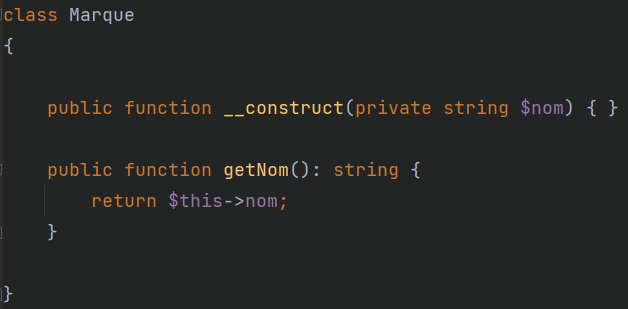 class Marque
{
public function __construct(private string $nom) { }
public function getNom(): string {
return $this->nom;
}
}